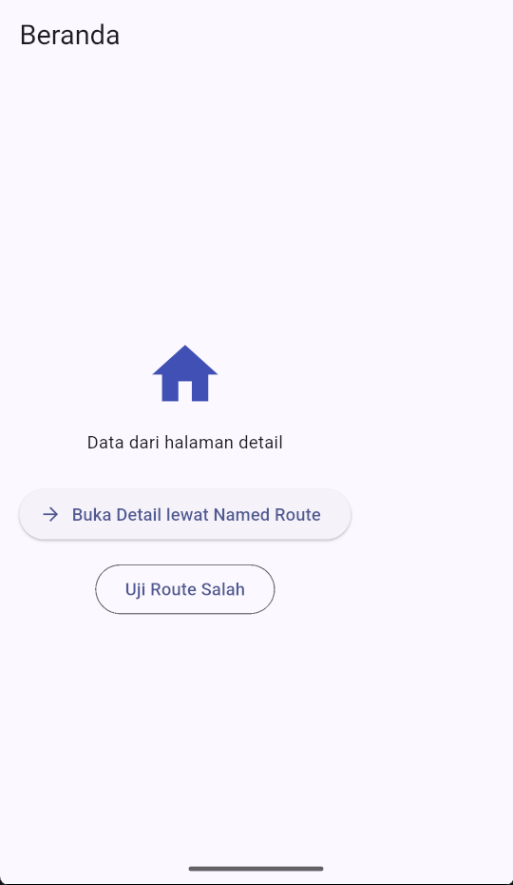 Beranda
Data dari halaman detail
Buka Detail lewat Named Route
Uji Route Salah